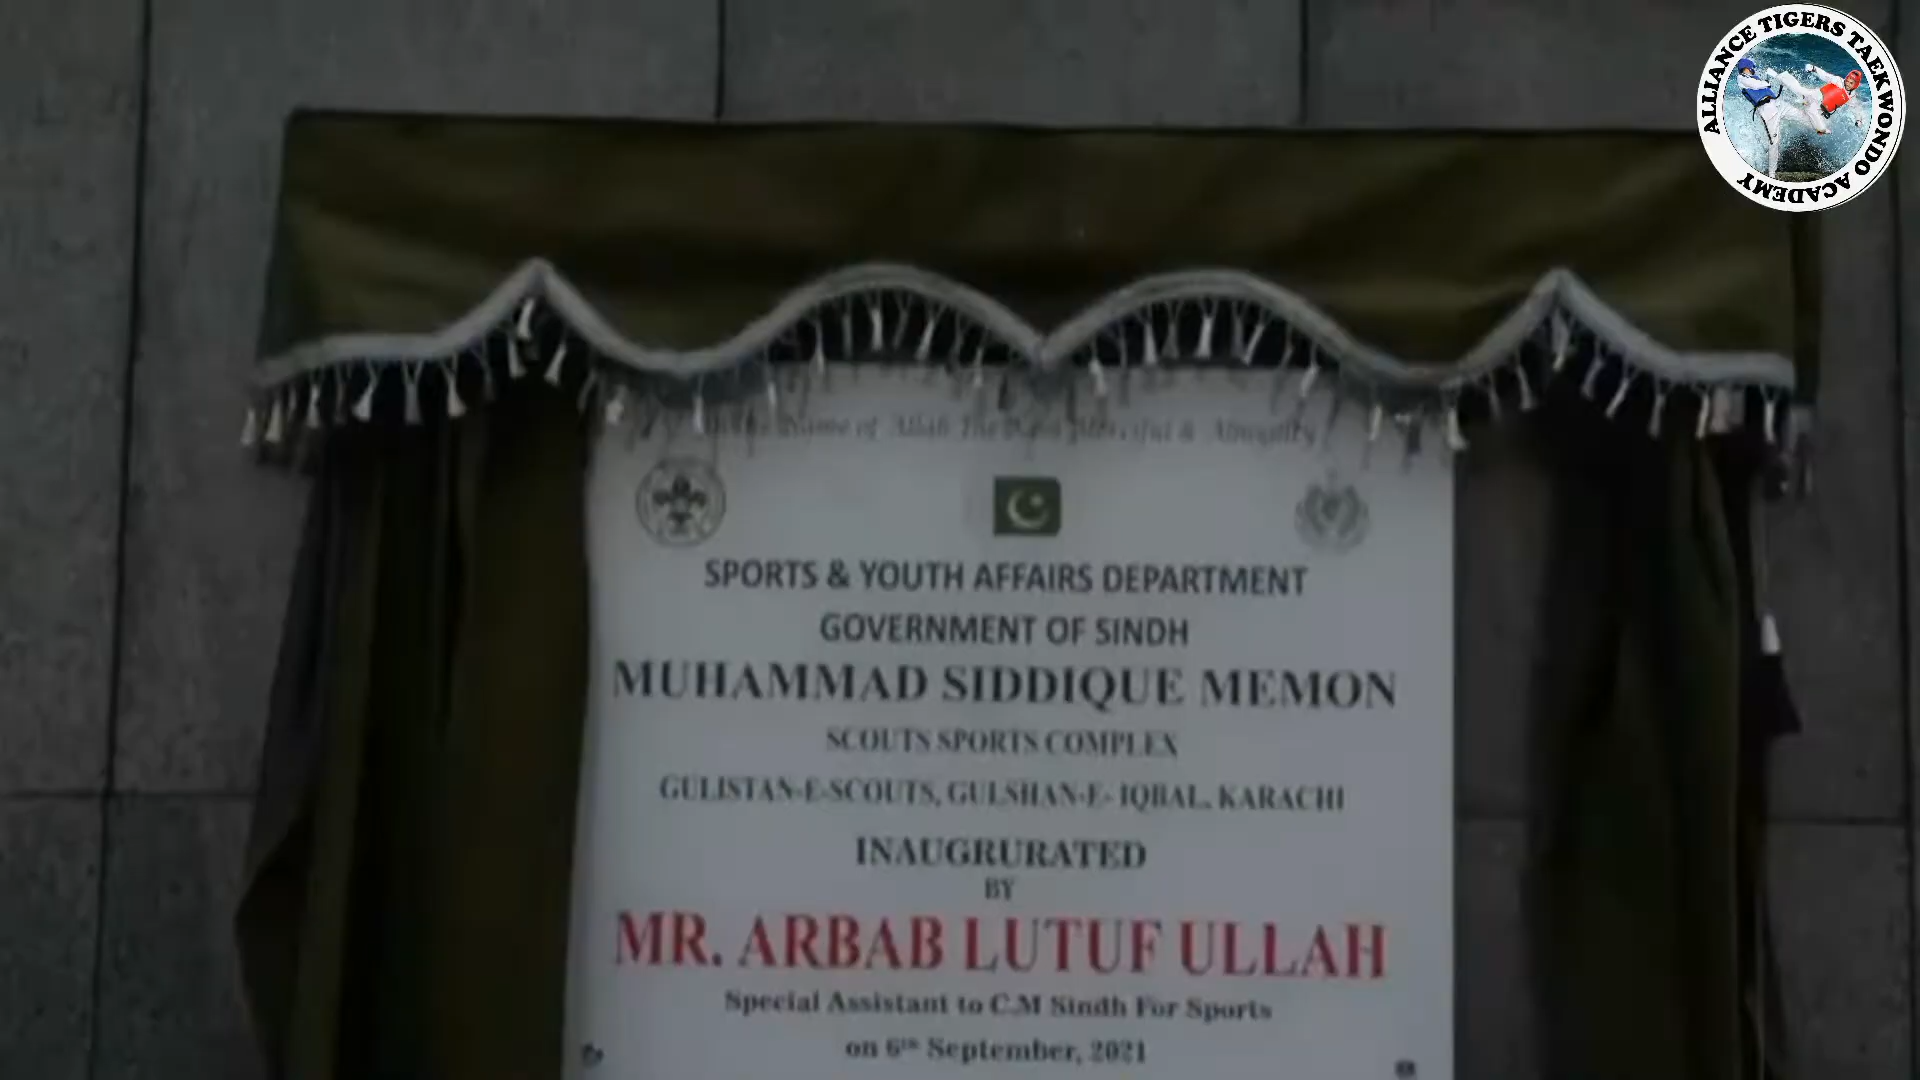 ALLIANCE TIGERS TAEKWONDO ACADEMY
Name of Allah The Most Merciful & Almighty
SPORTS & YOUTH AFFAIRS DEPARTMENT
GOVERNMENT OF SINDH
MUHAMMAD SIDDIQUE MEMON
SCOUTS SPORTS COMPLEX
GULISTAN-E-SCOUTS, GULSHAN-E- IQBAL, KARACHI
INAUGRURATED
BY
MR. ARBAB LUTUF ULLAH
Special Assistant to C.M Sindh For Sports
on 6th September, 2021